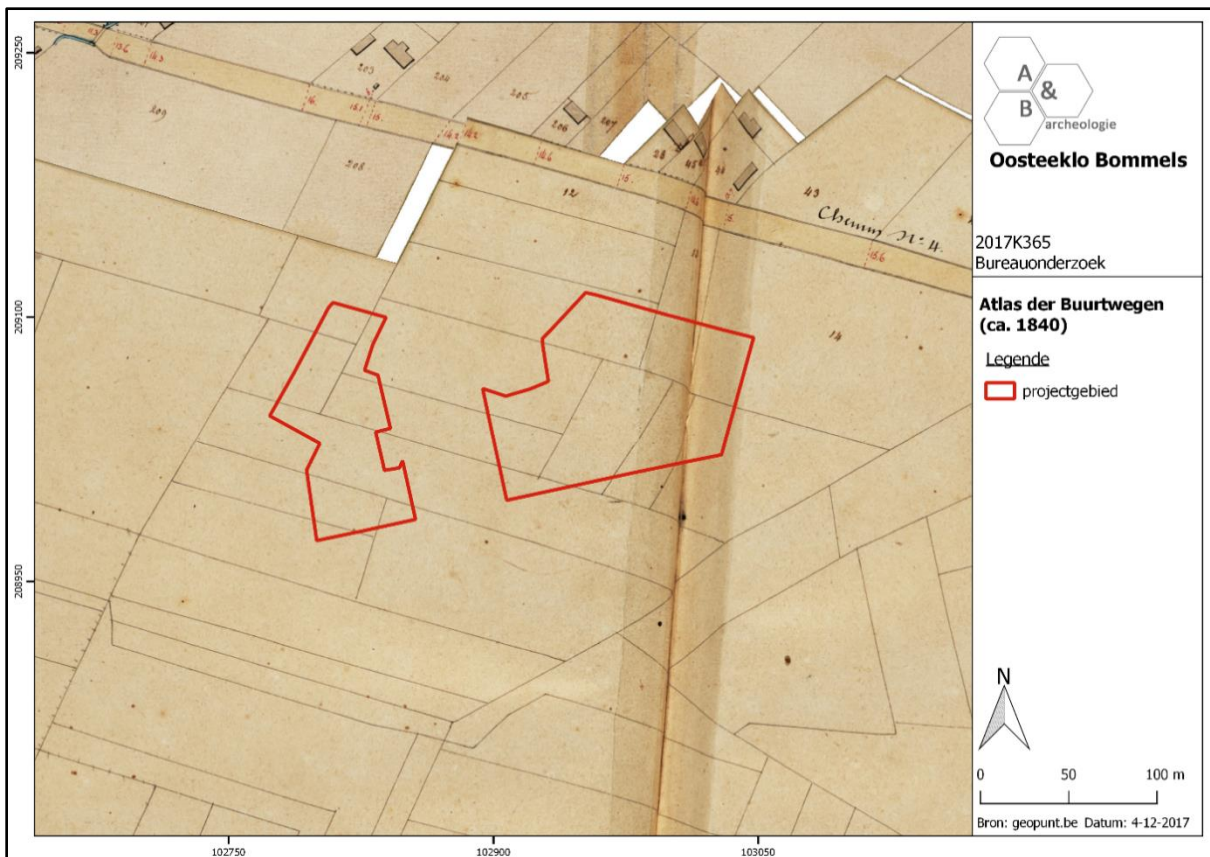 209250
209100
208950
102750
102900
103050
203
204
205
206
207
209
208
12
28
43
11
14
Chemin N° 4.
A
&
B
archeologie
Oosteeklo Bommels
2017K365
Bureauonderzoek
Atlas der Buurtwegen
(ca. 1840)
Legende
projectgebied
N
0 50 100 m
Bron: geopunt.be Datum: 4-12-2017